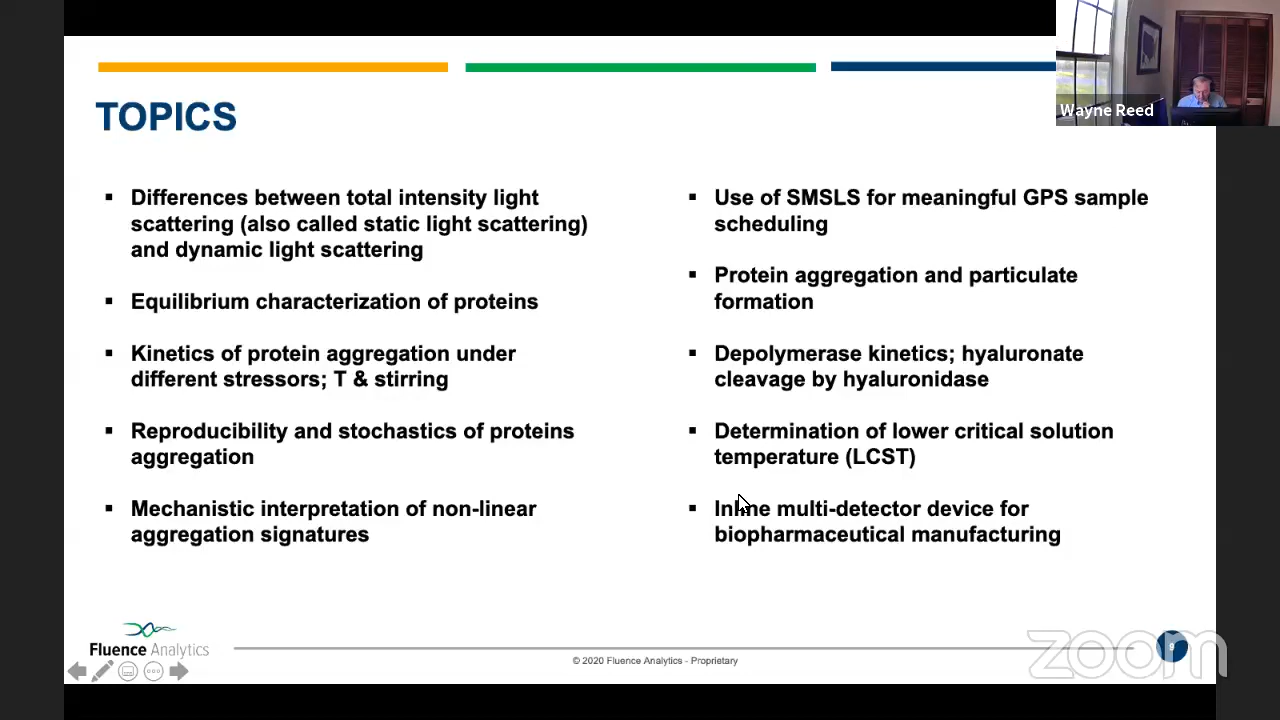 Wayne Reed
TOPICS
▪ Differences between total intensity light
scattering (also called static light scattering)
and dynamic light scattering
▪ Equilibrium characterization of proteins
▪ Kinetics of protein aggregation under
different stressors; T & stirring
▪ Reproducibility and stochastics of proteins
aggregation
▪ Mechanistic interpretation of non-linear
aggregation signatures
▪ Use of SMSLS for meaningful GPS sample
scheduling
▪ Protein aggregation and particulate
formation
▪ Depolymerase kinetics; hyaluronate
cleavage by hyaluronidase
▪ Determination of lower critical solution
temperature (LCST)
▪ Inline multi-detector device for
biopharmaceutical manufacturing
Fluence Analytics
© 2020 Fluence Analytics - Proprietary
zoom
9